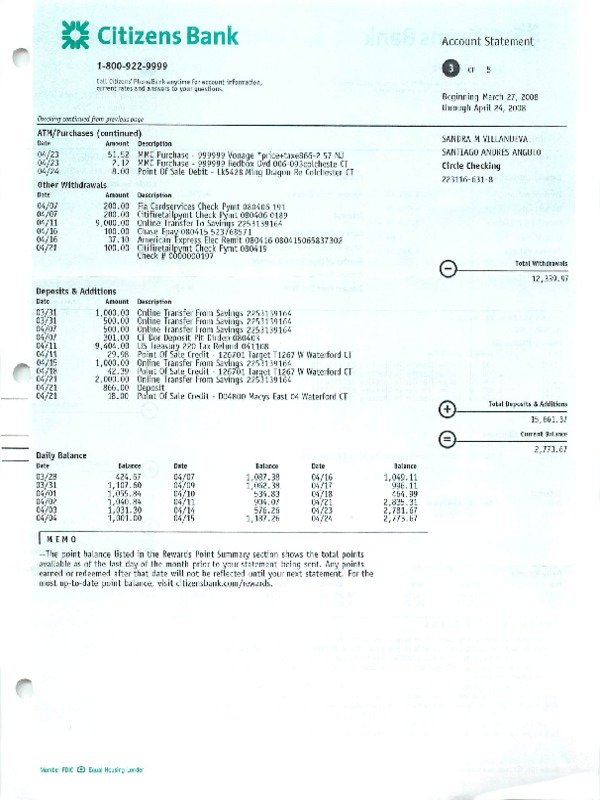 Citizens Bank
Account Statement
1-800-922-9999
3 OF 5
Call Citizens' PhoneBank anytime for account information,
current rates and answers to your questions.
Beginning March 27, 2008
through April 24, 2008
Checking continued from previous page
SANDRA M VILLANUEVA
SANTIAGO ANDRES ANGULO
Circle Checking
223116-631-8
ATM/Purchases (continued)
Date Amount Description
04/23 51.52 MMC Purchase - 999999 Vonage *price+taxe866-2 57 NJ
04/23 2.12 MMC Purchase - 999999 Redbox Dvd 066-093colcheste CT
04/24 8.00 Point Of Sale Debit - Ming Dragon Re Colchester CT
Other Withdrawals
Date Amount Description
04/07 200.00 Fia Cardservices Check Pymt 080406 191
04/07 200.00 Citifinretailpymt Check Pymt 080406 0189
04/11 9,000.00 Online Transfer To Savings 2253139164
04/16 100.00 Chase Epay 080415 523768571
04/16 37.10 American Express Elec Remit 080416 080415065837302
04/21 100.00 Check Pymt 080419
Check # 0000000197
Total Withdrawals
12,339.97
Deposits & Additions
Date Amount Description
03/31 1,000.00 Online Transfer From Savings 2253139164
03/31 500.00 Online Transfer From Savings 2253139164
04/07 500.00 Online Transfer From Savings 2253139164
04/07 301.00 080403
04/11 9,404.00 US Treasury 220 Tax Refund 041108
04/11 29.98 Point Of Sale Credit - 126701 Target T1267 W Waterford CT
04/15 1,000.00 Online Transfer From Savings 2253139164
04/18 42.39 Point Of Sale Credit - 126701 Target T1267 W Waterford CT
04/21 2,000.00 Online Transfer From Savings 2253139164
04/21 866.00 Deposit
04/21 18.00 Point Of Sale Credit - D04800 Macys East 04 Waterford CT
Total Deposits & Additions
15,661.37
Current Balance
2,773.67
Daily Balance
Date Balance Date Balance Date Balance
03/28 424.67 04/07 1,087.38 04/16 1,049.11
03/31 1,107.60 04/09 1,062.38 04/17 996.11
04/01 1,055.84 04/10 534.83 04/18 464.99
04/02 1,040.84 04/11 904.07 04/21 2,835.31
04/03 1,031.30 04/14 576.26 04/23 2,781.67
04/04 1,001.00 04/15 1,187.26 04/24 2,773.67
MEMO
--The point balance listed in the Rewards Point Summary section shows the total points
available as of the last day of the month prior to your statement being sent. Any points
earned or redeemed after that date will not be reflected until your next statement. For the
most up-to-date point balance, visit citizensbank.com/rewards.
Member FDIC Equal Housing Lender